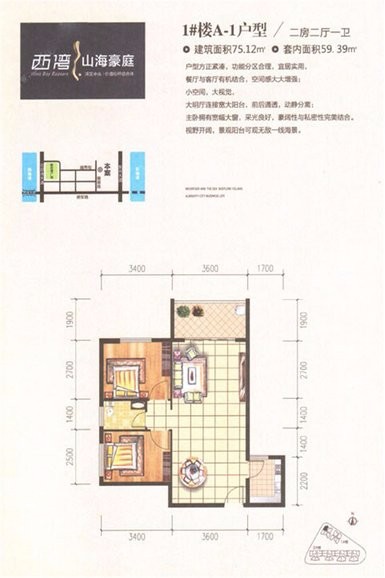 西湾 山海豪庭
West Bay Resort
1#楼A-1户型 / 二房二厅一卫
建筑面积75.12㎡ 套内面积59.39㎡
户型方正紧凑，功能分区合理，宜居实用。
餐厅与客厅有机结合，空间感大大增强；
小空间，大视觉，
大明厅连接宽大阳台，前后通透，动静分离；
主卧拥有宽幅大窗，采光良好，豪阔性与私密性完美结合。
视野开阔，景观阳台可观无敌一线海景。
本案
3400 3600 1700
1900
2700
1400
2500
1900
2700
1400
1400
2200
3400 3600 1700